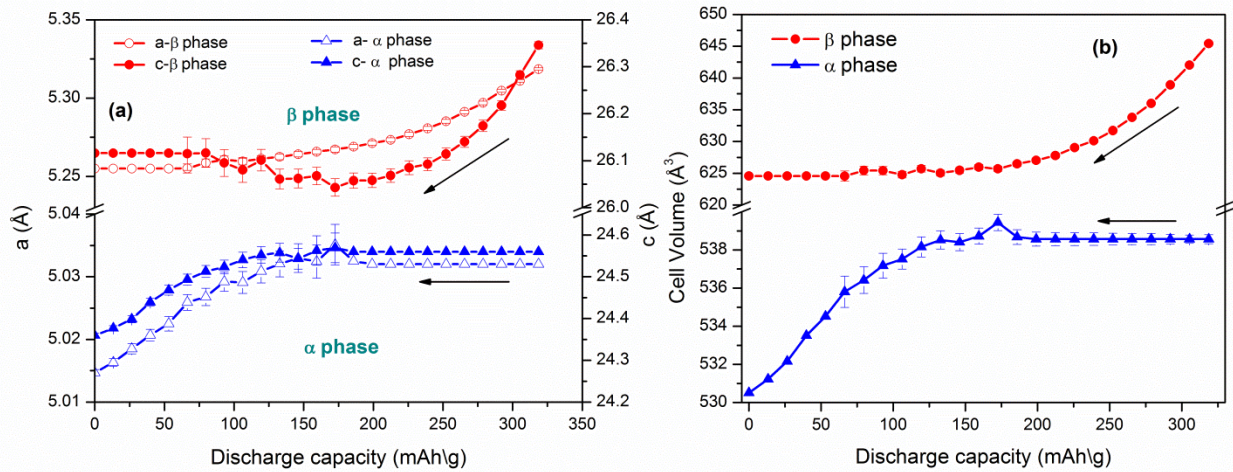 (a)
a-β phase
c-β phase
a- α phase
c- α phase
β phase
α phase
5.35
5.30
5.25
5.04
5.03
5.02
5.01
a (Å)
26.4
26.3
26.2
26.1
26.0
24.6
24.5
24.4
24.3
24.2
c (Å)
0 50 100 150 200 250 300 350
Discharge capacity (mAh\g)
(b)
β phase
α phase
650
645
640
635
630
625
620
538
536
534
532
530
Cell Volume (Å³)
0 50 100 150 200 250 300
Discharge capacity (mAh\g)